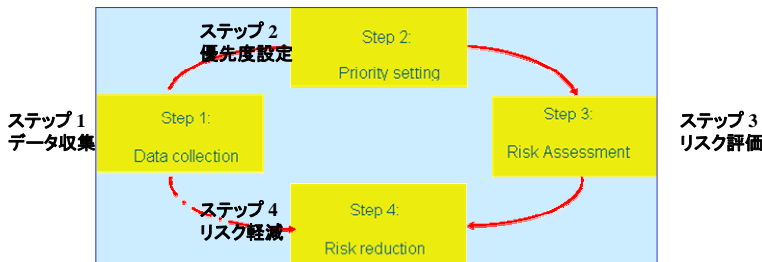 ステップ 2
優先度設定
Step 2:
Priority setting
ステップ 1
データ収集
Step 1:
Data collection
Step 3:
Risk Assessment
ステップ 3
リスク評価
ステップ 4
リスク軽減
Step 4:
Risk reduction